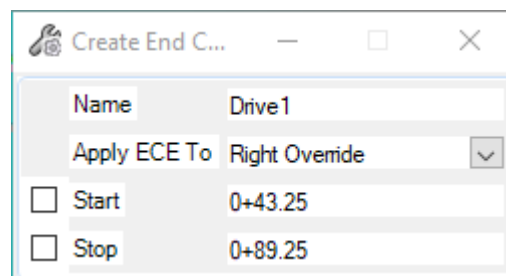 Create End C...
Name Drive1
Apply ECE To Right Override
Start 0+43.25
Stop 0+89.25